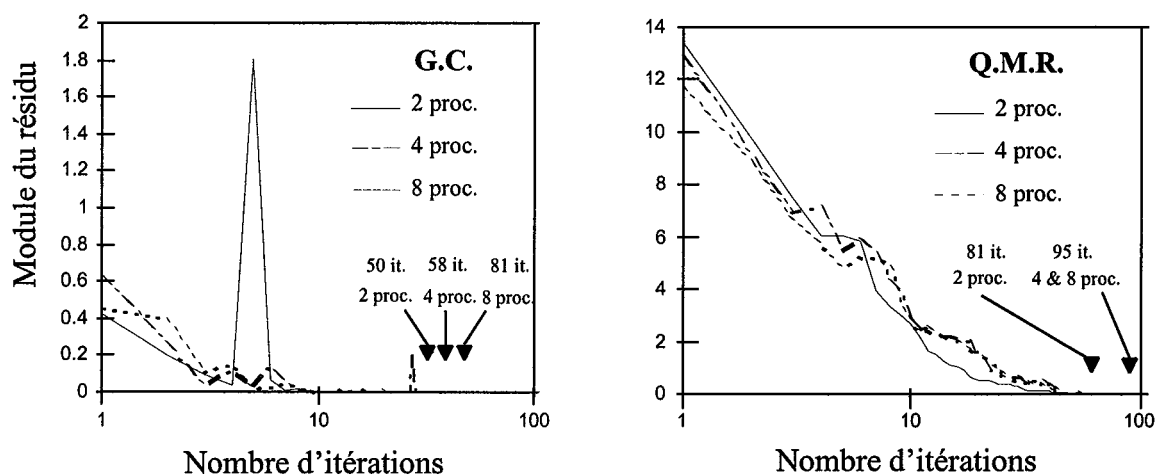 2
1.8
1.6
1.4
1.2
1
0.8
0.6
0.4
0.2
0
Module du résidu
G.C.
2 proc.
4 proc.
8 proc.
50 it.
2 proc.
58 it.
4 proc.
81 it.
8 proc.
1
10
100
Nombre d'itérations
14
12
10
8
6
4
2
0
Q.M.R.
2 proc.
4 proc.
8 proc.
81 it.
2 proc.
95 it.
4 & 8 proc.
1
10
100
Nombre d'itérations